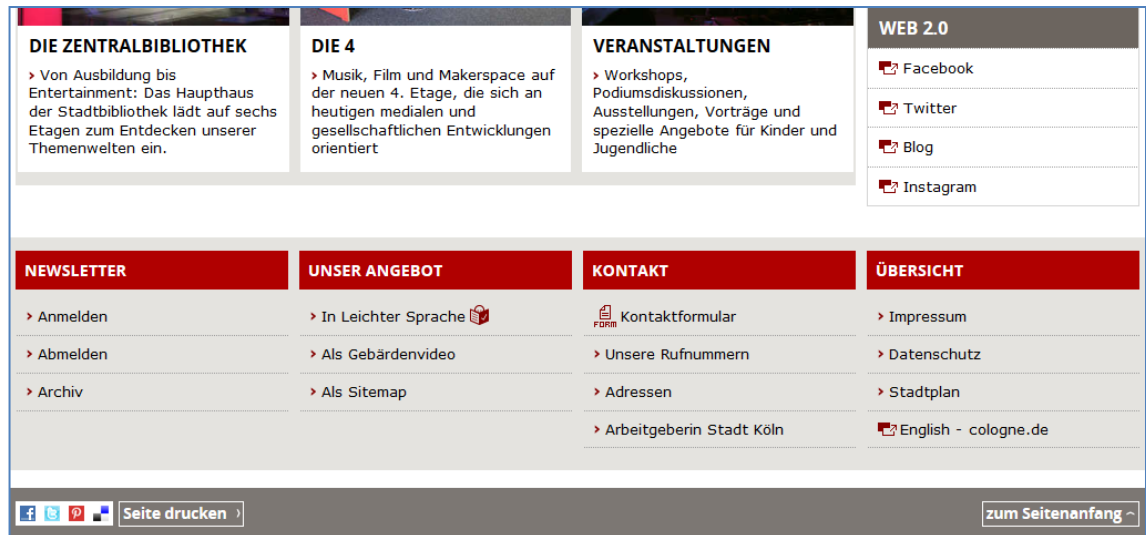 DIE ZENTRALBIBLIOTHEK
Von Ausbildung bis
Entertainment: Das Haupthaus
der Stadtbibliothek lädt auf sechs
Etagen zum Entdecken unserer
Themenwelten ein.
DIE 4
Musik, Film und Makerspace auf
der neuen 4. Etage, die sich an
heutigen medialen und
gesellschaftlichen Entwicklungen
orientiert
VERANSTALTUNGEN
Workshops,
Podiumsdiskussionen,
Ausstellungen, Vorträge und
spezielle Angebote für Kinder und
Jugendliche
WEB 2.0
Facebook
Twitter
Blog
Instagram
NEWSLETTER
Anmelden
Abmelden
Archiv
UNSER ANGEBOT
In Leichter Sprache
Als Gebärdenvideo
Als Sitemap
KONTAKT
FORM Kontaktformular
Unsere Rufnummern
Adressen
Arbeitgeberin Stadt Köln
ÜBERSICHT
Impressum
Datenschutz
Stadtplan
English - cologne.de
Seite drucken
zum Seitenanfang